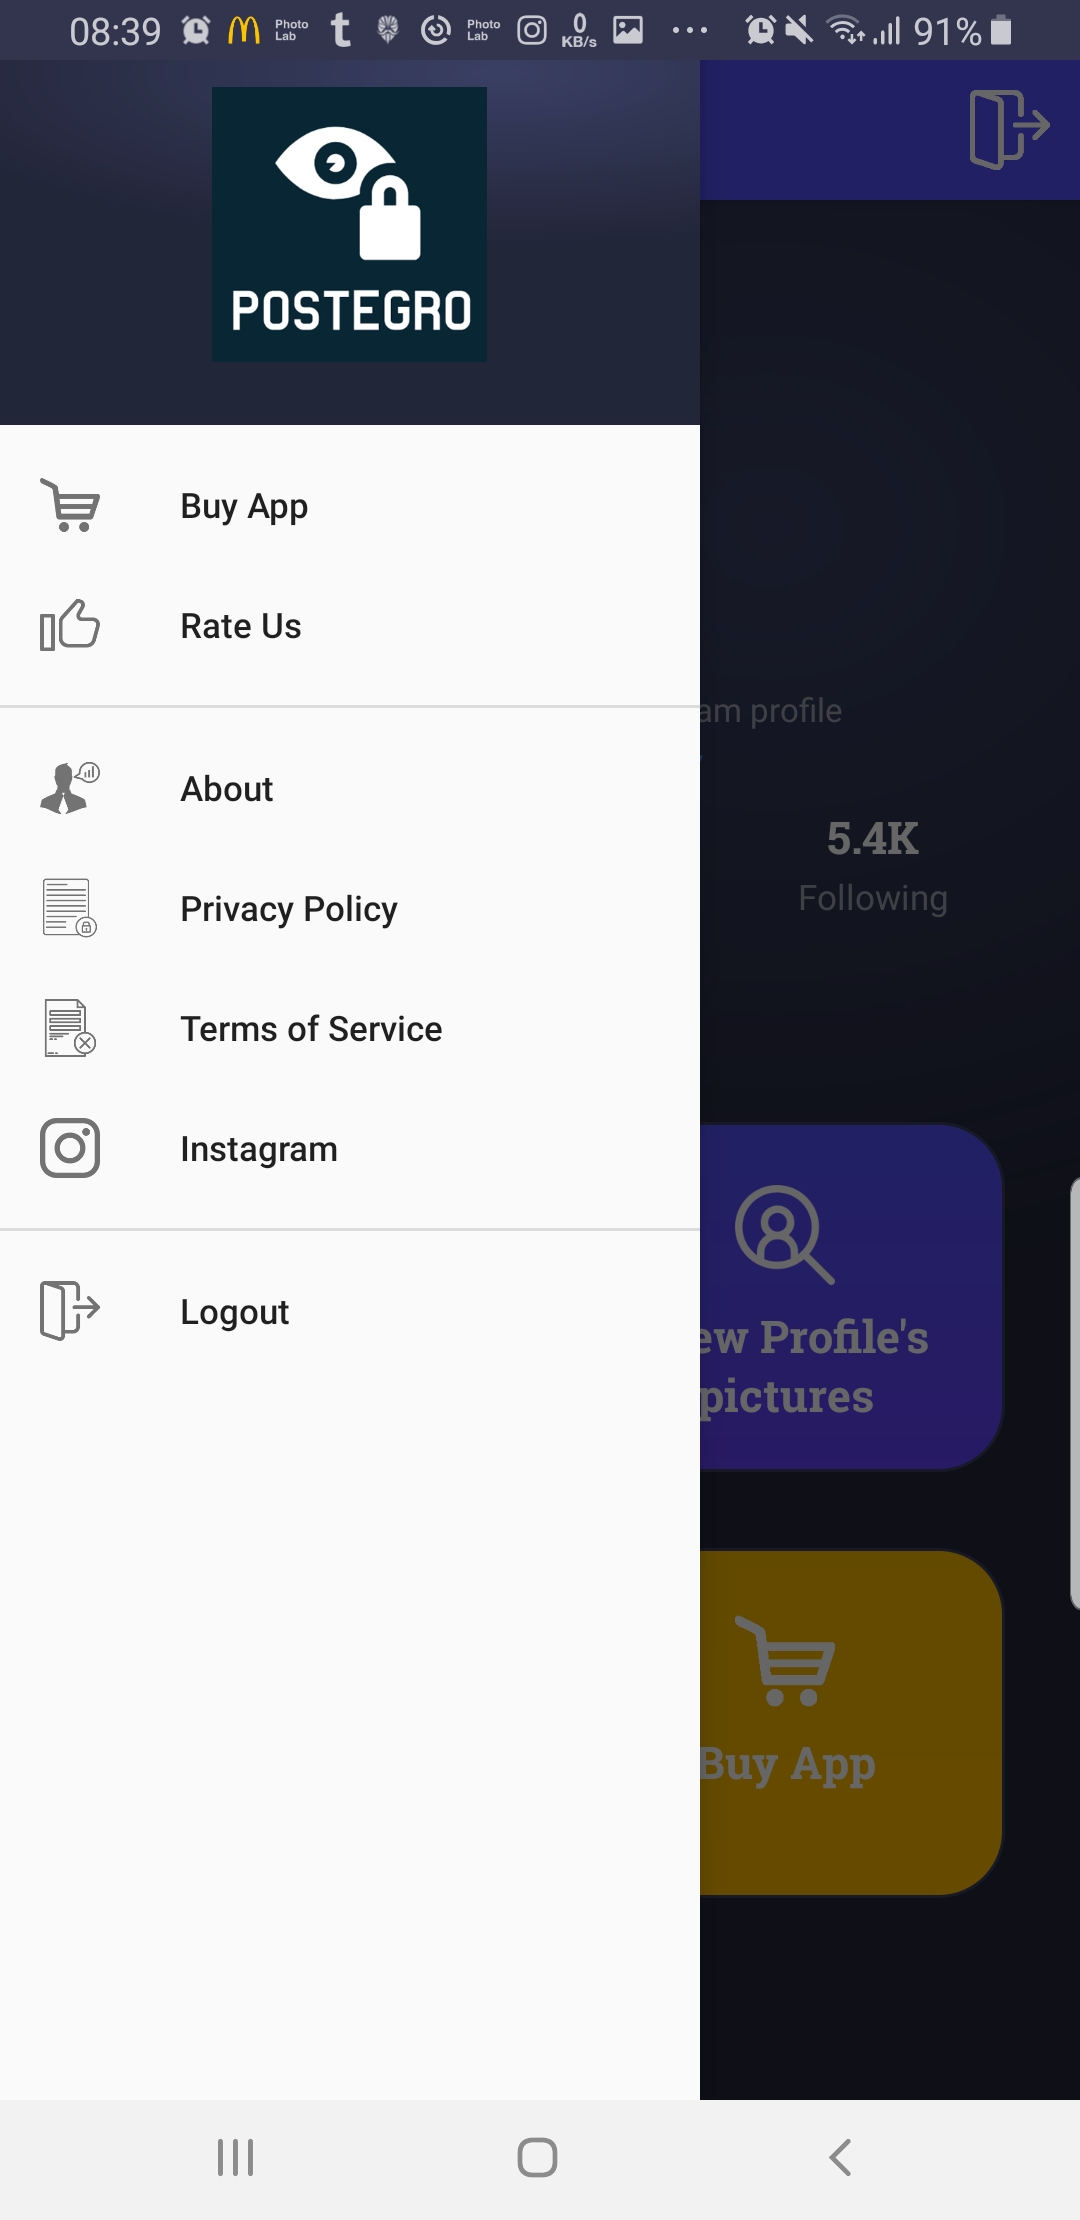 08:39
Photo
Lab
t
Photo
Lab
0
KB/s
91%
POSTEGRO
Buy App
Rate Us
About
Privacy Policy
Terms of Service
Instagram
Logout
am profile
5.4K
Following
ew Profile's
pictures
Buy App